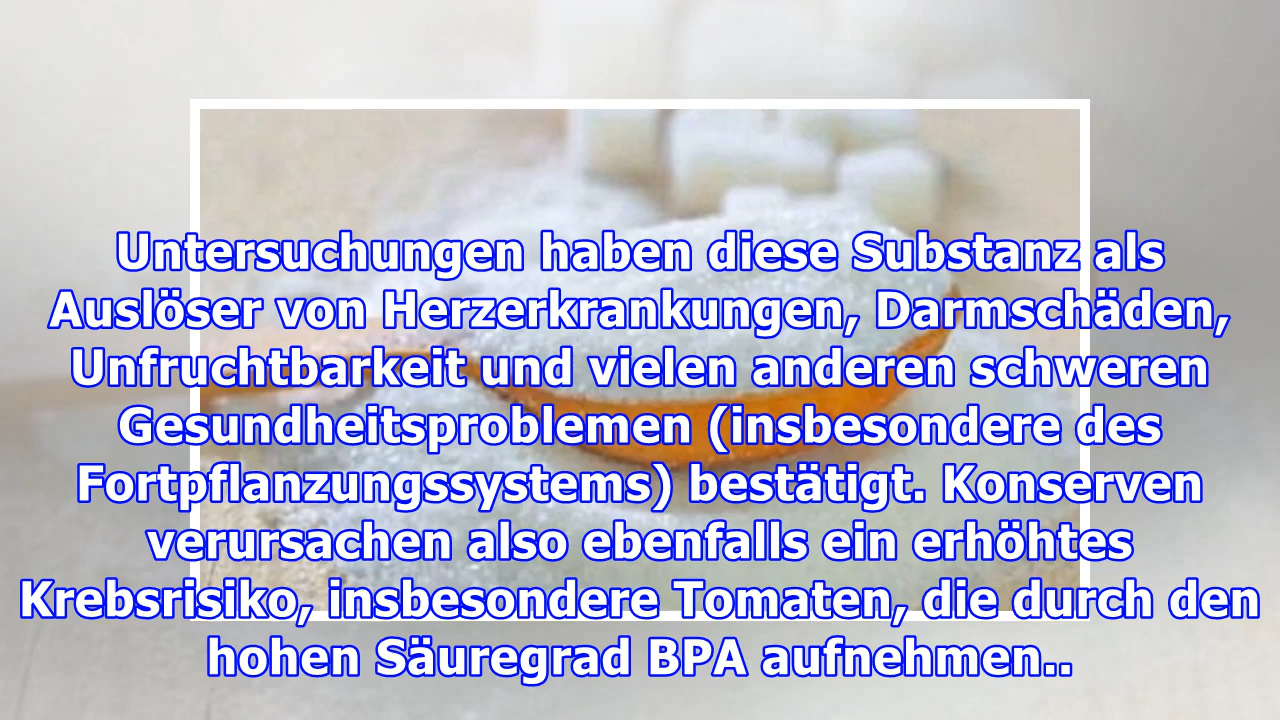 Untersuchungen haben diese Substanz als
Auslöser von Herzerkrankungen, Darmschäden,
Unfruchtbarkeit und vielen anderen schweren
Gesundheitsproblemen (insbesondere des
Fortpflanzungssystems) bestätigt. Konserven
verursachen also ebenfalls ein erhöhtes
Krebsrisiko, insbesondere Tomaten, die durch den
hohen Säuregrad BPA aufnehmen..